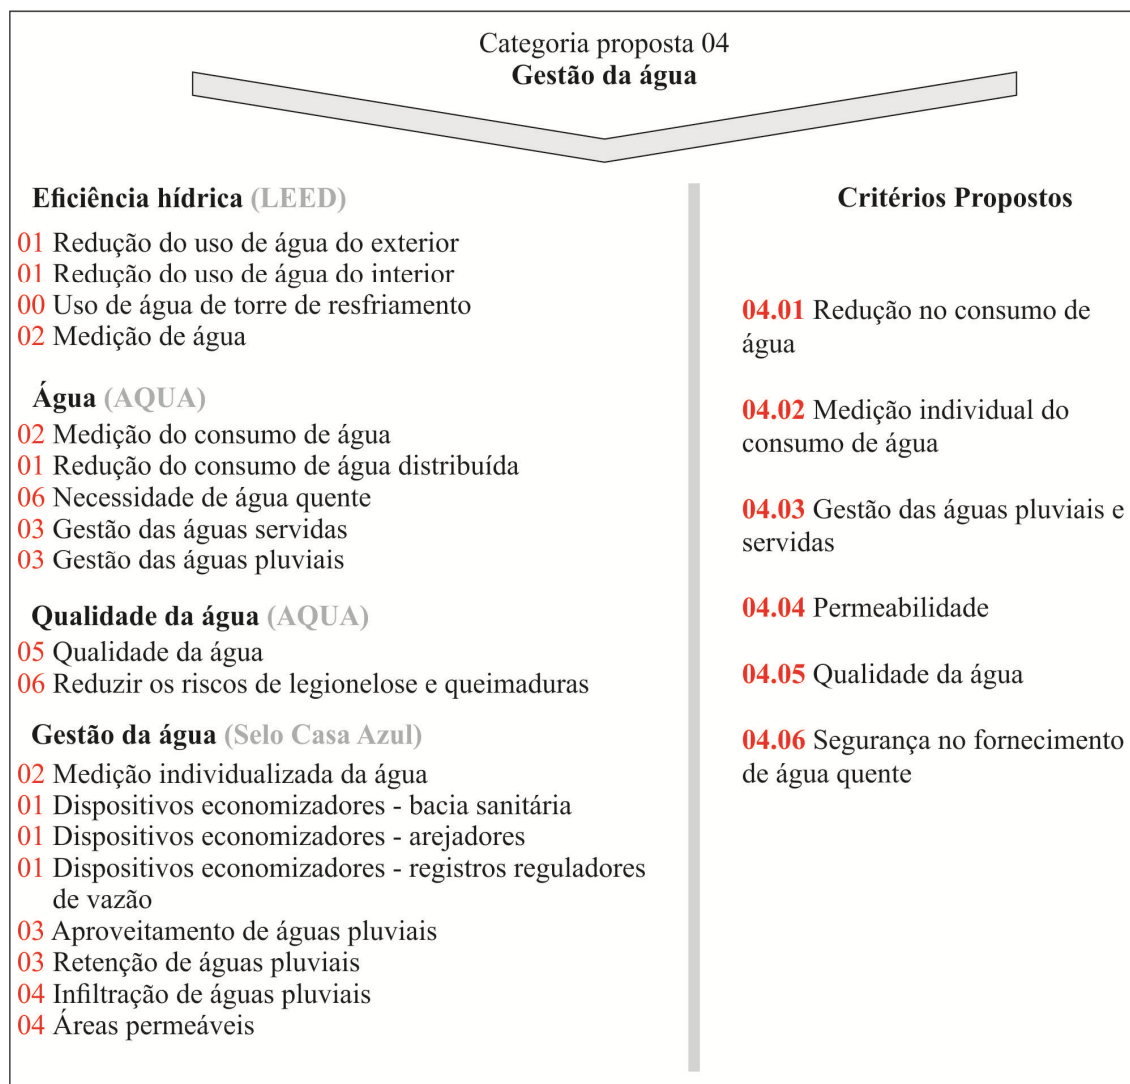 Categoria proposta 04
Gestão da água
Eficiência hídrica (LEED)
01 Redução do uso de água do exterior
01 Redução do uso de água do interior
00 Uso de água de torre de resfriamento
02 Medição de água
Água (AQUA)
02 Medição do consumo de água
01 Redução do consumo de água distribuída
06 Necessidade de água quente
03 Gestão das águas servidas
03 Gestão das águas pluviais
Qualidade da água (AQUA)
05 Qualidade da água
06 Reduzir os riscos de legionelose e queimaduras
Gestão da água (Selo Casa Azul)
02 Medição individualizada da água
01 Dispositivos economizadores - bacia sanitária
01 Dispositivos economizadores - arejadores
01 Dispositivos economizadores - registros reguladores
de vazão
03 Aproveitamento de águas pluviais
03 Retenção de águas pluviais
04 Infiltração de águas pluviais
04 Áreas permeáveis
Critérios Propostos
04.01 Redução no consumo de
água
04.02 Medição individual do
consumo de água
04.03 Gestão das águas pluviais e
servidas
04.04 Permeabilidade
04.05 Qualidade da água
04.06 Segurança no fornecimento
de água quente